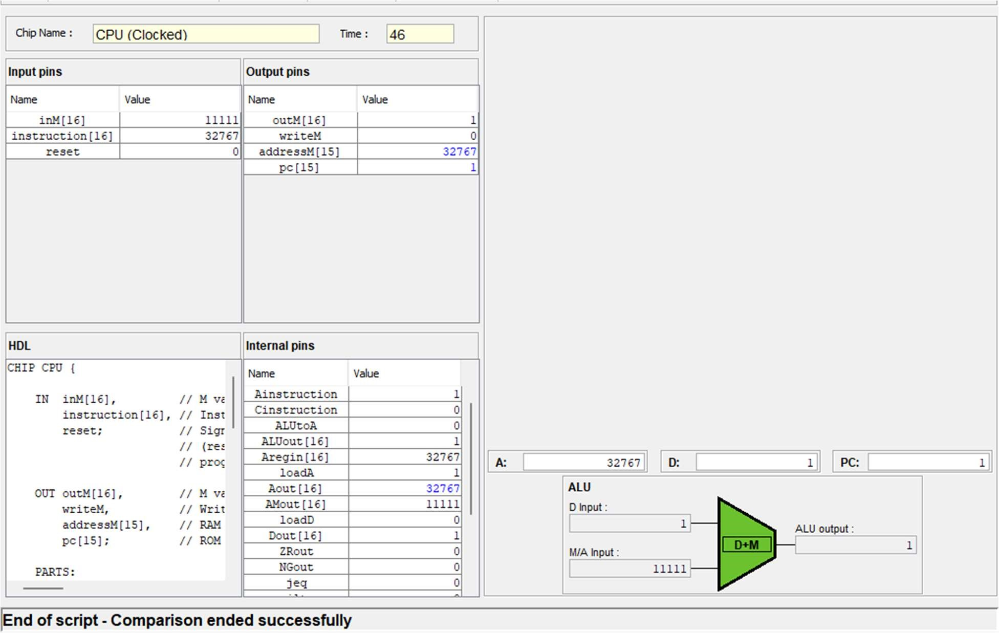 Chip Name : CPU (Clocked) Time : 46
Input pins
Name Value
inM[16] 11111
instruction[16] 32767
reset 0
Output pins
Name Value
outM[16] 1
writeM 0
addressM[15] 32767
pc[15] 1
HDL
CHIP CPU {
IN inM[16], // M va
instruction[16], // Inst
reset; // Sigr
// (res
// prog
OUT outM[16], // M va
writeM, // Writ
addressM[15], // RAM
pc[15]; // ROM
PARTS:
Internal pins
Name Value
Ainstruction 1
Cinstruction 0
ALUtoA 0
ALUout[16] 1
Aregin[16] 32767
loadA 1
Aout[16] 32767
AMout[16] 11111
loadD 0
Dout[16] 1
ZRout 0
NGout 0
jeq 0
A: 32767 D: 1 PC: 1
ALU
D Input :
1
M/A Input :
11111
D+M
ALU output :
1
End of script - Comparison ended successfully